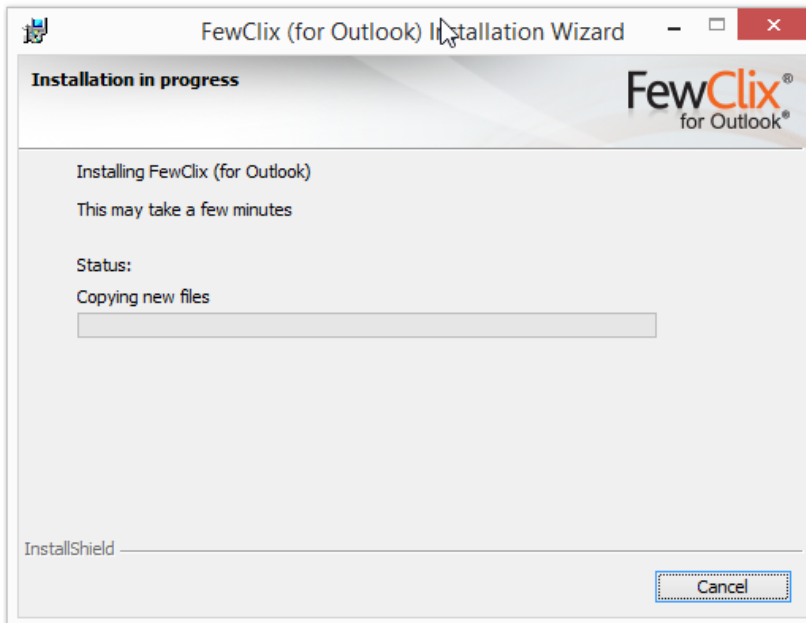 FewClix (for Outlook) Installation Wizard
Installation in progress
FewClix®
for Outlook®
Installing FewClix (for Outlook)
This may take a few minutes
Status:
Copying new files
InstallShield
Cancel